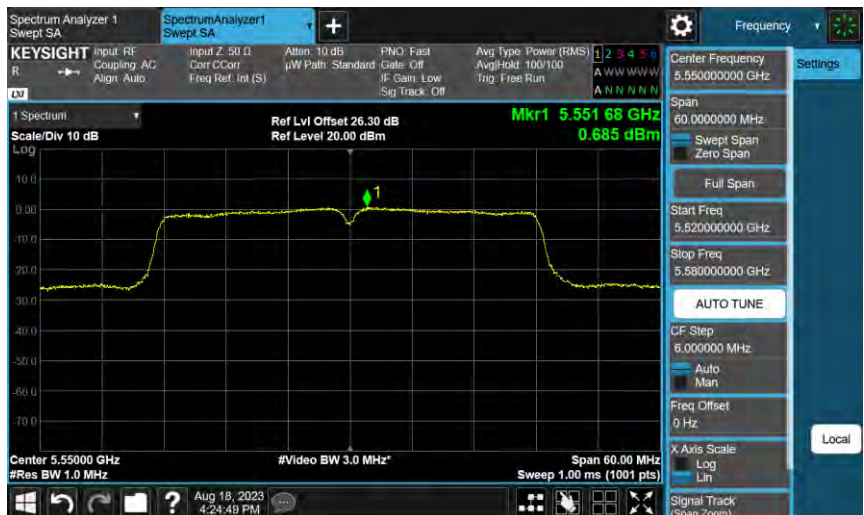 Spectrum Analyzer 1
Swept SA
SpectrumAnalyzer1
Swept SA
Frequency
KEYSIGHT
R
LXI
Input: RF
Coupling: AC
Align: Auto
Input Z: 50 Ω
Corr CCorr
Freq Ref: Int (S)
Atten: 10 dB
µW Path: Standard
PNO: Fast
Gate: Off
IF Gain: Low
Sig Track: Off
Avg Type: Power (RMS)
Avg|Hold: 100/100
Trig: Free Run
1 2 3 4 5 6
A W W W W W
A N N N N N
1 Spectrum
Scale/Div 10 dB
Ref Lvl Offset 26.30 dB
Ref Level 20.00 dBm
Mkr1 5.551 68 GHz
0.685 dBm
Log
10.0
0.00
-10.0
-20.0
-30.0
-40.0
-50.0
-60.0
-70.0
1
Center 5.55000 GHz
#Res BW 1.0 MHz
#Video BW 3.0 MHz*
Span 60.00 MHz
Sweep 1.00 ms (1001 pts)
Aug 18, 2023
4:24:49 PM
Center Frequency
5.550000000 GHz
Span
60.0000000 MHz
Swept Span
Zero Span
Full Span
Start Freq
5.520000000 GHz
Stop Freq
5.580000000 GHz
AUTO TUNE
CF Step
6.000000 MHz
Auto
Man
Freq Offset
0 Hz
X Axis Scale
Log
Lin
Signal Track
(Span Zoom)
Settings
Local